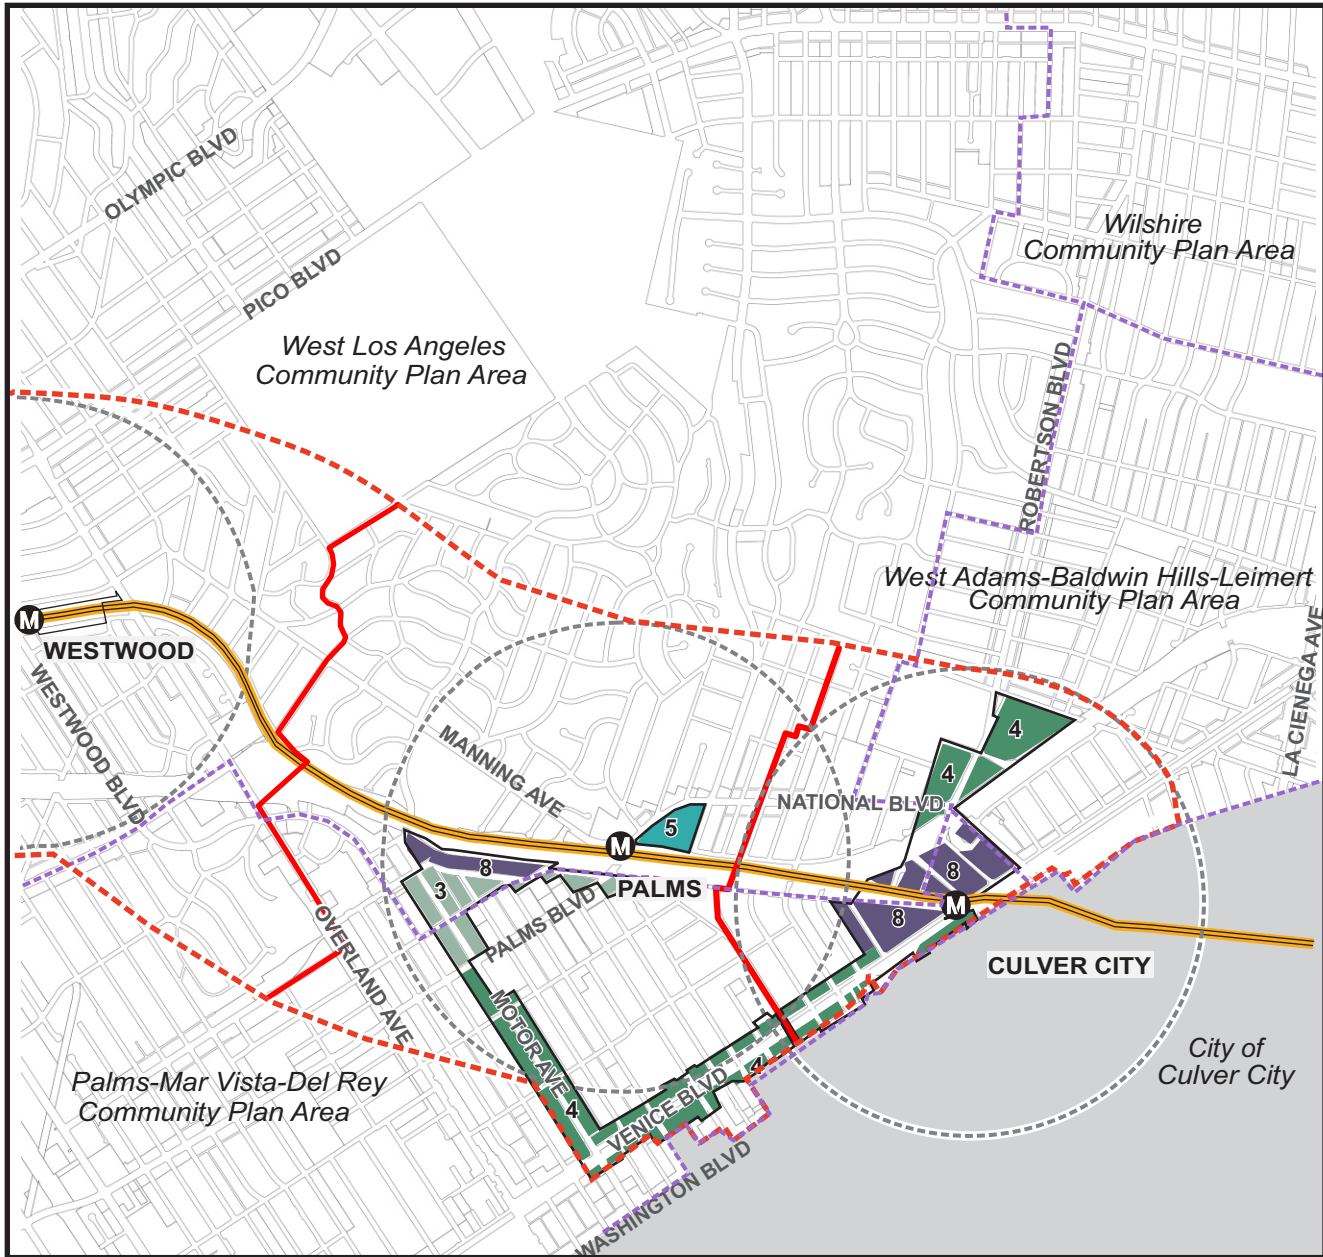 OLYMPIC BLVD
PICO BLVD
Wilshire
Community Plan Area
West Los Angeles
Community Plan Area
ROBERTSON BLVD
West Adams-Baldwin Hills-Leimert
Community Plan Area
LA CIENEGA AVE
M
WESTWOOD
WESTWOOD BLVD
MANNING AVE
4
4
NATIONAL BLVD
5
M
PALMS
8
3
8
8
M
PALMS BLVD
OVERLAND AVE
CULVER CITY
MOTOR AVE
4
4
VENICE BLVD
WASHINGTON BLVD
Palms-Mar Vista-Del Rey
Community Plan Area
City of
Culver City